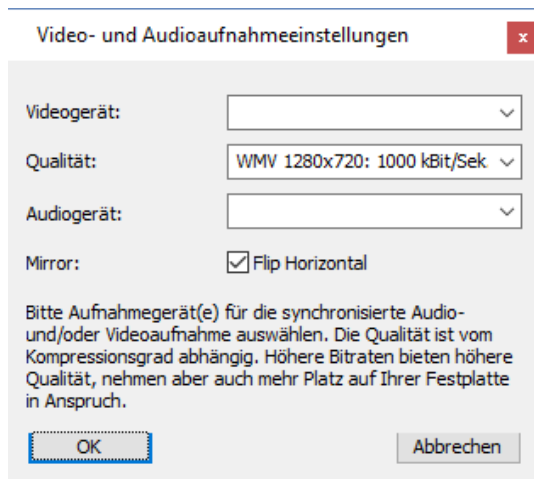 Video- und Audioaufnahmeeinstellungen
x
Videogerät:
Qualität: WMV 1280x720: 1000 kBit/Sek
Audiogerät:
Mirror: Flip Horizontal
Bitte Aufnahmegerät(e) für die synchronisierte Audio-
und/oder Videoaufnahme auswählen. Die Qualität ist vom
Kompressionsgrad abhängig. Höhere Bitraten bieten höhere
Qualität, nehmen aber auch mehr Platz auf Ihrer Festplatte
in Anspruch.
OK Abbrechen